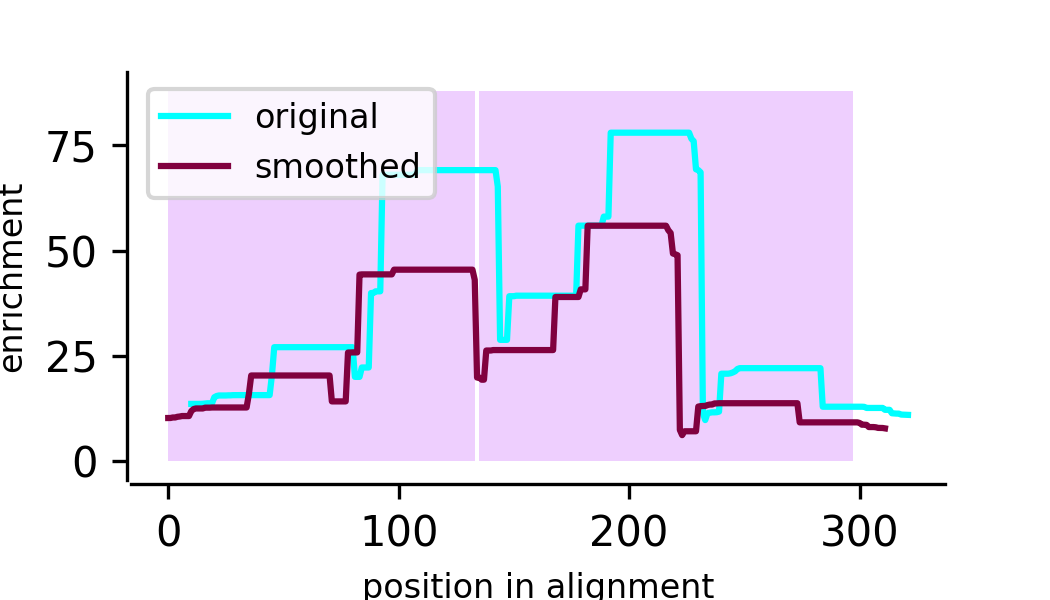 original
smoothed
75
50
25
0
enrichment
0 100 200 300
position in alignment